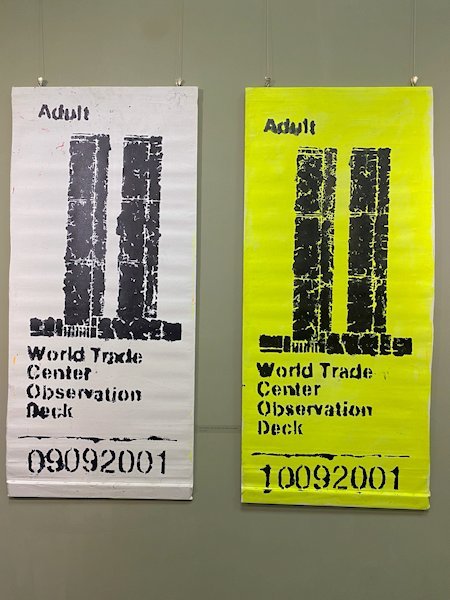 Adult
World Trade
Center
Observation
Deck
09092001
Adult
World Trade
Center
Observation
Deck
10092001